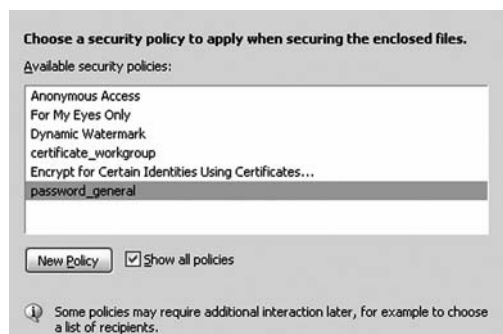 Choose a security policy to apply when securing the enclosed files.
Available security policies:
Anonymous Access
For My Eyes Only
Dynamic Watermark
certificate_workgroup
Encrypt for Certain Identities Using Certificates...
password_general
New Policy
Show all policies
Some policies may require additional interaction later, for example to choose
a list of recipients.